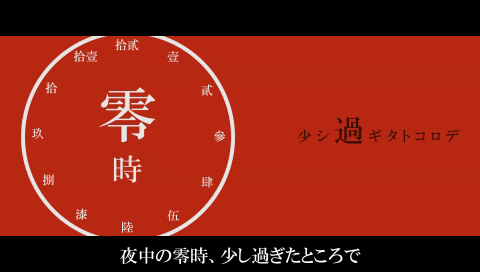 拾貳
壹
貳
參
肆
伍
陸
漆
捌
玖
拾
拾壹
零
時
少シ過ギタトコロデ
夜中の零時、少し過ぎたところで